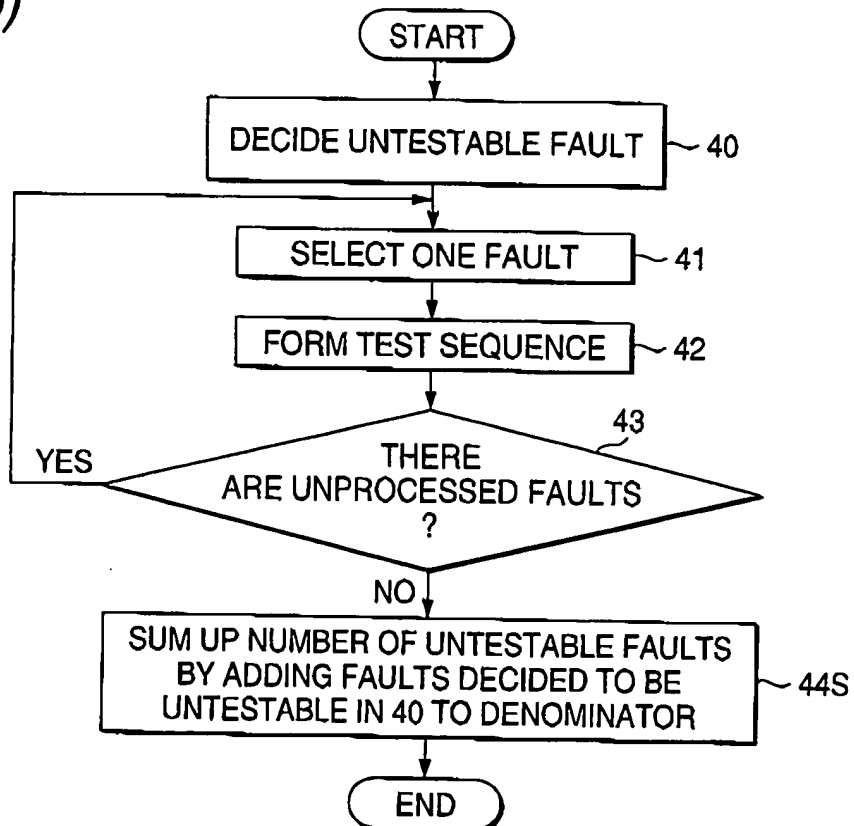 )
START
DECIDE UNTESTABLE FAULT
40
SELECT ONE FAULT
41
FORM TEST SEQUENCE
42
43
YES
THERE
ARE UNPROCESSED FAULTS
?
NO
SUM UP NUMBER OF UNTESTABLE FAULTS
BY ADDING FAULTS DECIDED TO BE
UNTESTABLE IN 40 TO DENOMINATOR
44S
END